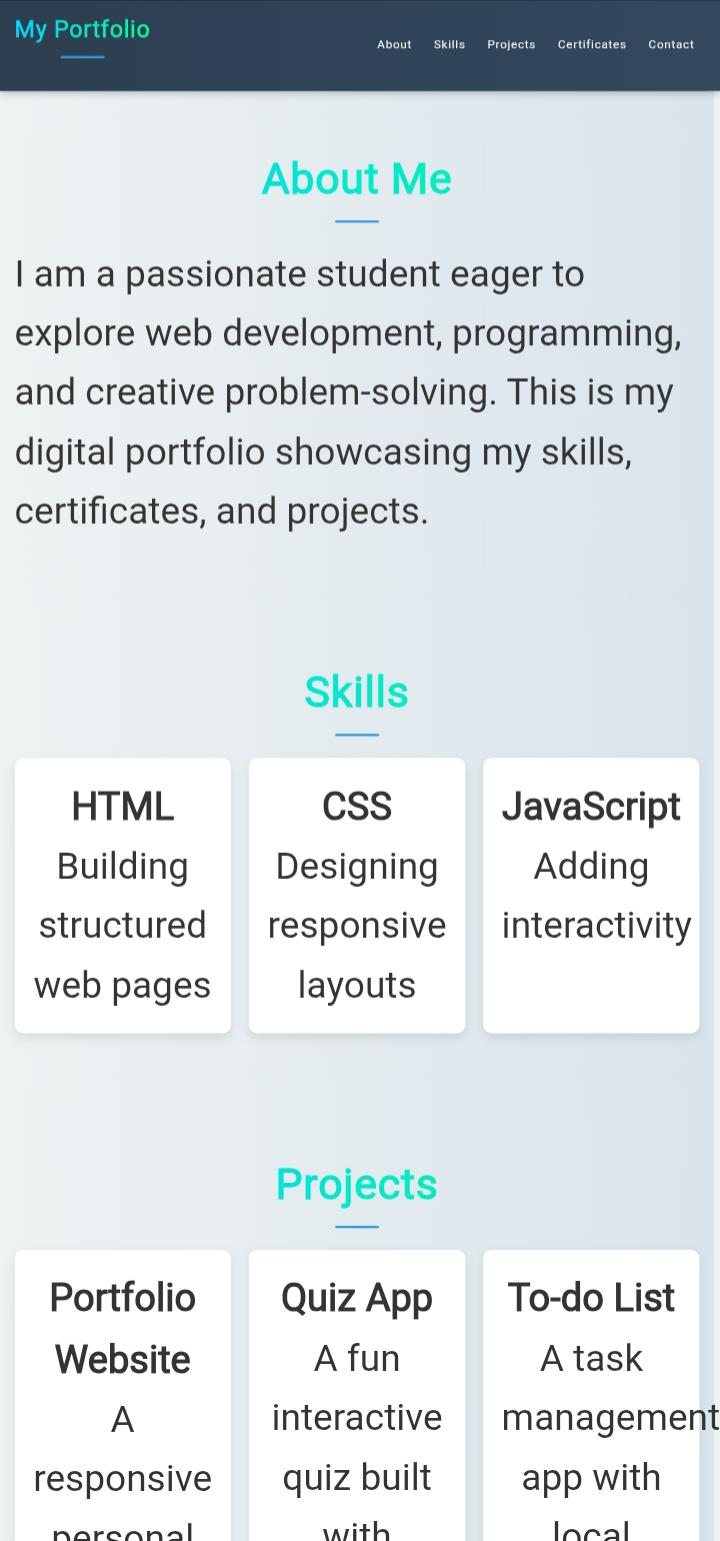 My Portfolio
About Skills Projects Certificates Contact
About Me
I am a passionate student eager to
explore web development, programming,
and creative problem-solving. This is my
digital portfolio showcasing my skills,
certificates, and projects.
Skills
HTML
Building
structured
web pages
CSS
Designing
responsive
layouts
JavaScript
Adding
interactivity
Projects
Portfolio
Website
A
responsive
personal
Quiz App
A fun
interactive
quiz built
with
To-do List
A task
management
app with
local